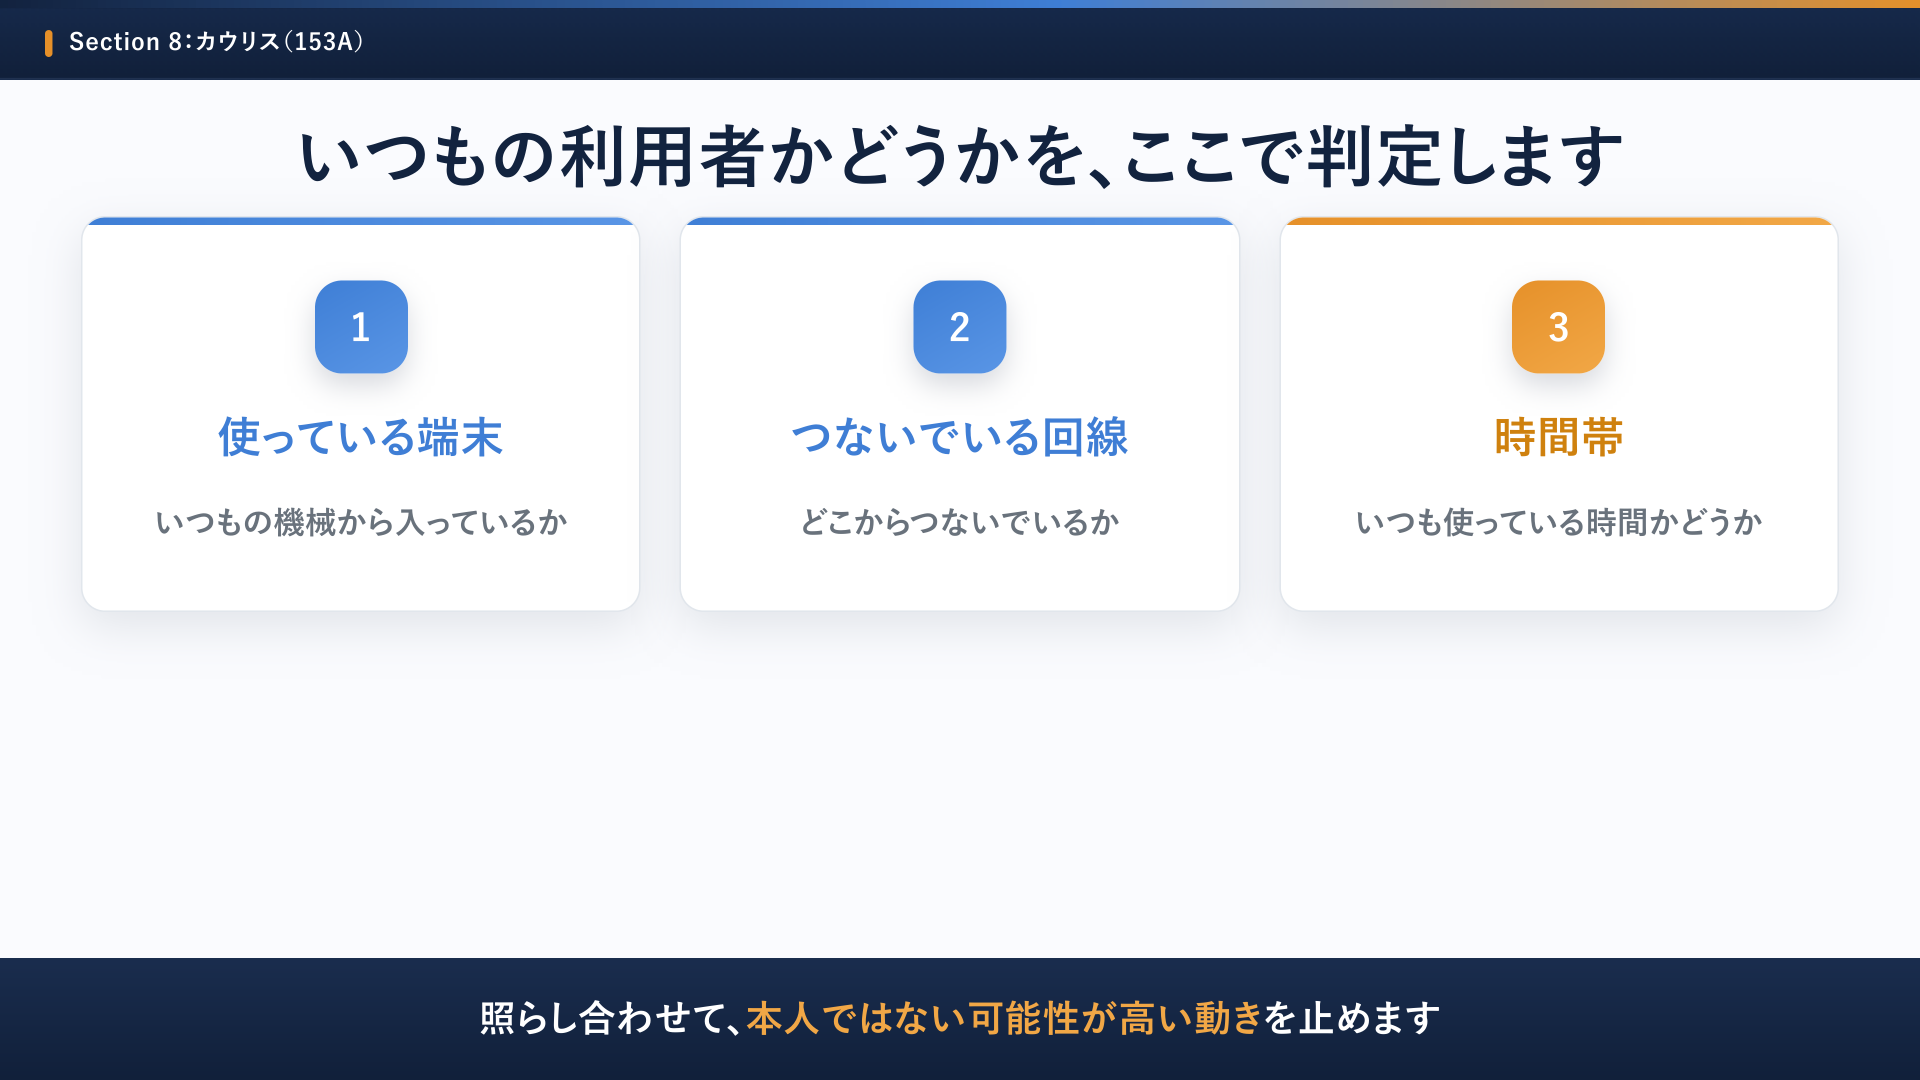 Section 8：カウリス（153A）
いつもの利用者かどうかを、ここで判定します
1
使っている端末
いつもの機械から入っているか
2
つないでいる回線
どこからつないでいるか
3
時間帯
いつも使っている時間かどうか
照らし合わせて、本人ではない可能性が高い動きを止めます